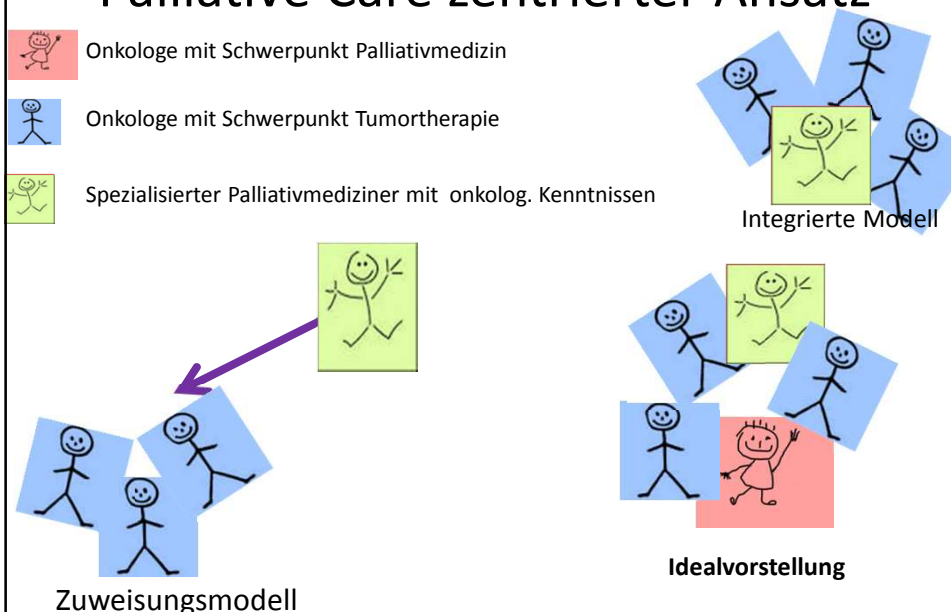 Palliative Care zentrierter Ansatz
Onkologe mit Schwerpunkt Palliativmedizin
Onkologe mit Schwerpunkt Tumortherapie
Spezialisierter Palliativmediziner mit onkolog. Kenntnissen
Integrierte Modell
Idealvorstellung
Zuweisungsmodell